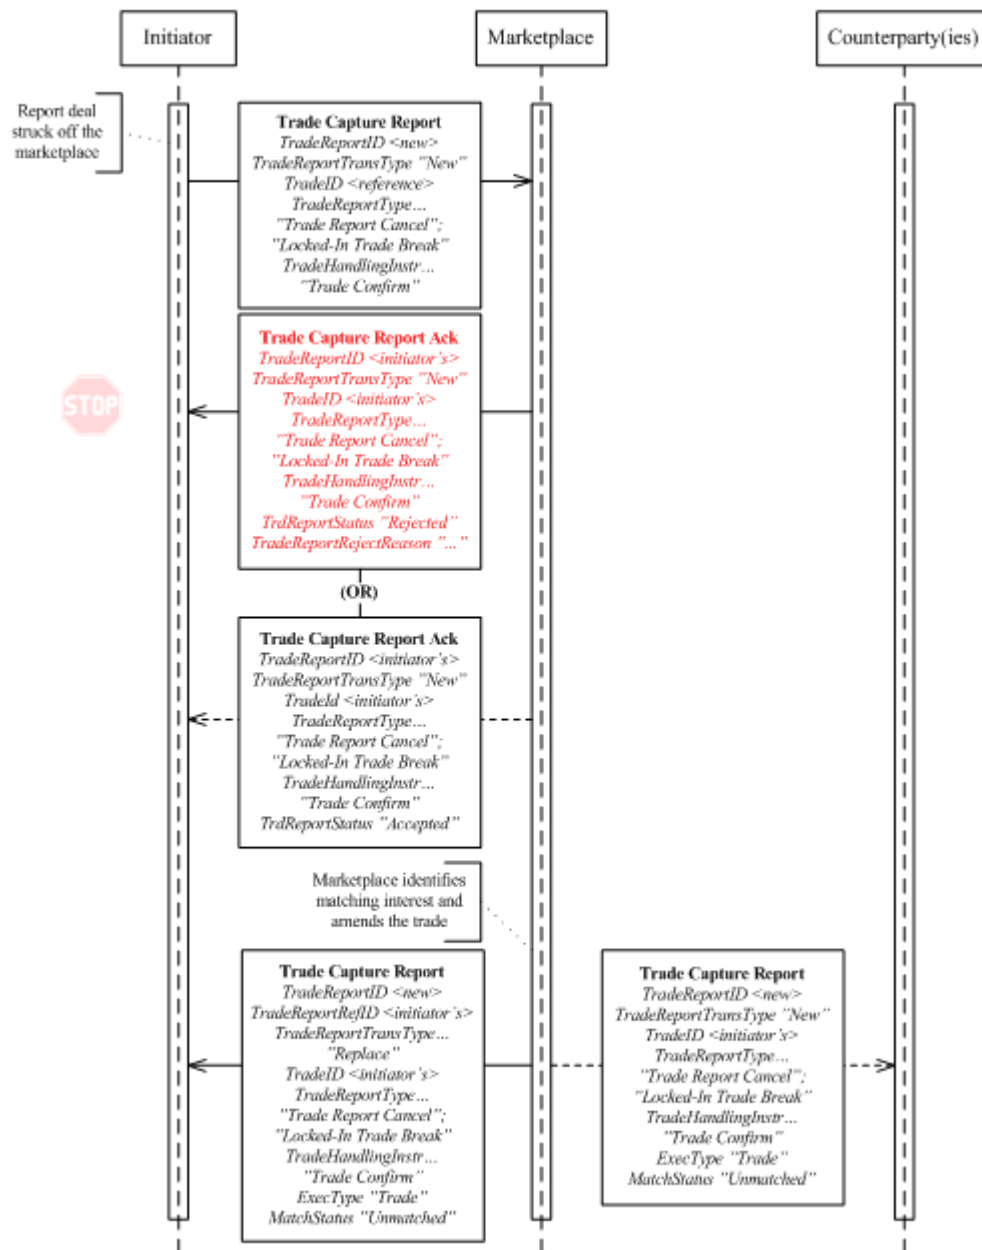 Initiator
Marketplace
Counterparty(ies)
Report deal
struck off the
marketplace
Trade Capture Report
TradeReportID <new>
TradeReportTransType "New"
TradeID <reference>
TradeReportType...
"Trade Report Cancel";
"Locked-In Trade Break"
TradeHandlingInstr...
"Trade Confirm"
STOP
Trade Capture Report Ack
TradeReportID <initiator's>
TradeReportTransType "New"
TradeID <initiator's>
TradeReportType...
"Trade Report Cancel";
"Locked-In Trade Break"
TradeHandlingInstr...
"Trade Confirm"
TrdReportStatus "Rejected"
TradeReportRejectReason "..."
(OR)
Trade Capture Report Ack
TradeReportID <initiator's>
TradeReportTransType "New"
TradeId <initiator's>
TradeReportType...
"Trade Report Cancel";
"Locked-In Trade Break"
TradeHandlingInstr...
"Trade Confirm"
TrdReportStatus "Accepted"
Marketplace identifies
matching interest and
amends the trade
Trade Capture Report
TradeReportID <new>
TradeReportRefID <initiator's>
TradeReportTransType...
"Replace"
TradeID <initiator's>
TradeReportType...
"Trade Report Cancel";
"Locked-In Trade Break"
TradeHandlingInstr...
"Trade Confirm"
ExecType "Trade"
MatchStatus "Unmatched"
Trade Capture Report
TradeReportID <new>
TradeReportTransType "New"
TradeID <initiator's>
TradeReportType...
"Trade Report Cancel";
"Locked-In Trade Break"
TradeHandlingInstr...
"Trade Confirm"
ExecType "Trade"
MatchStatus "Unmatched"